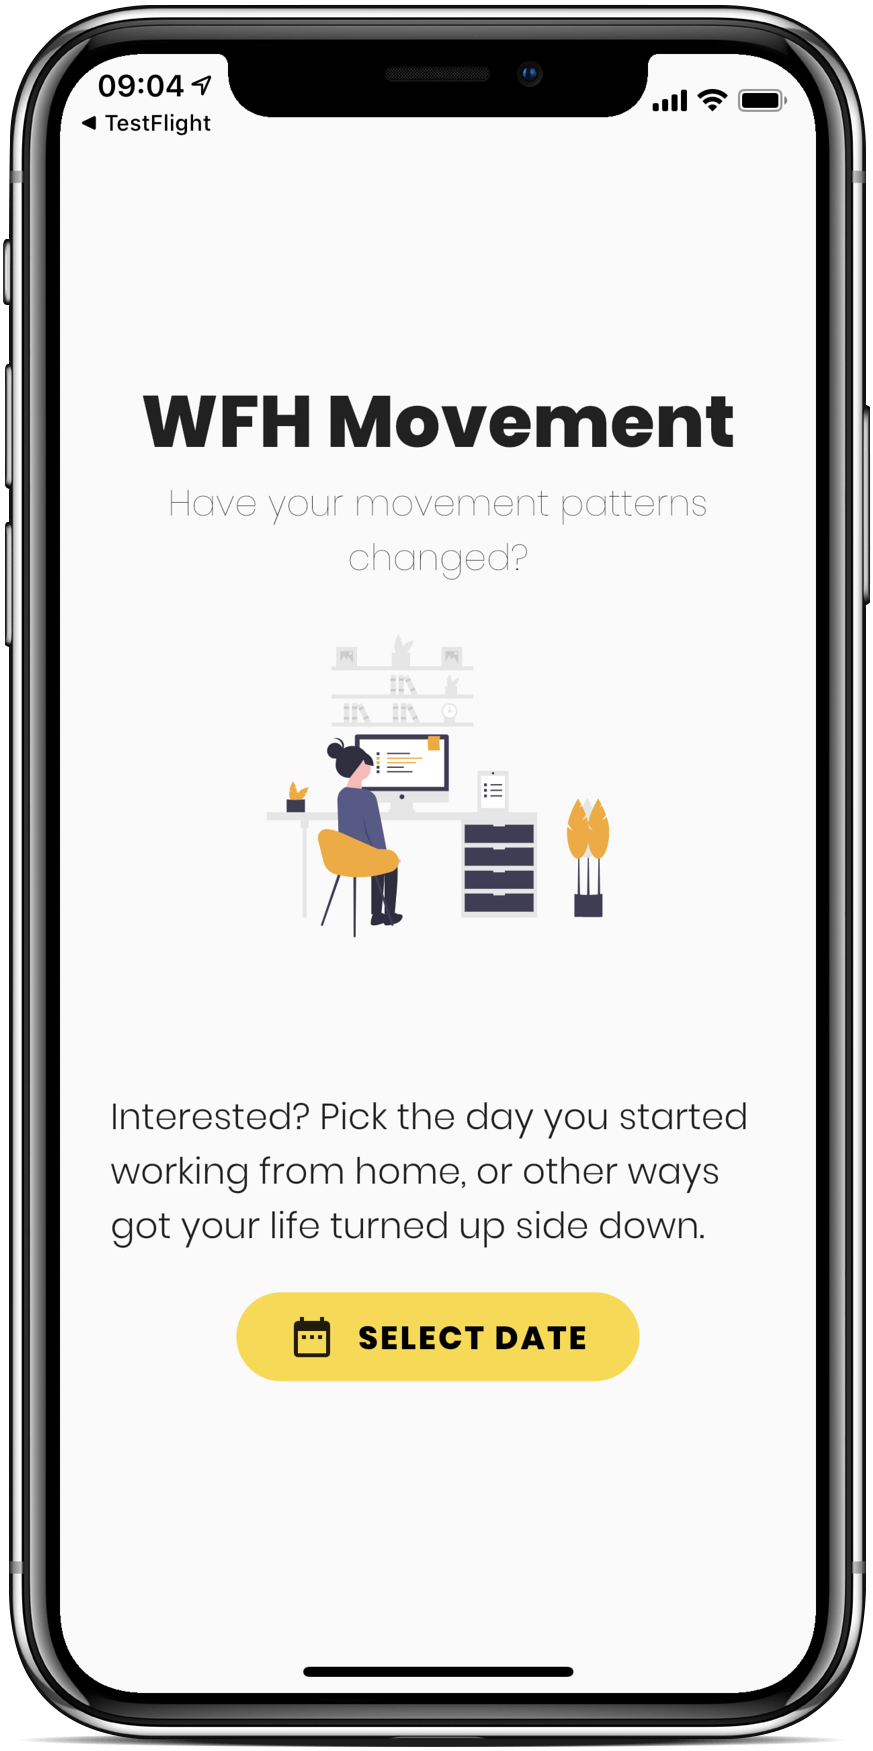 09:04
TestFlight
WFH Movement
Have your movement patterns
changed?
Interested? Pick the day you started
working from home, or other ways
got your life turned up side down.
SELECT DATE